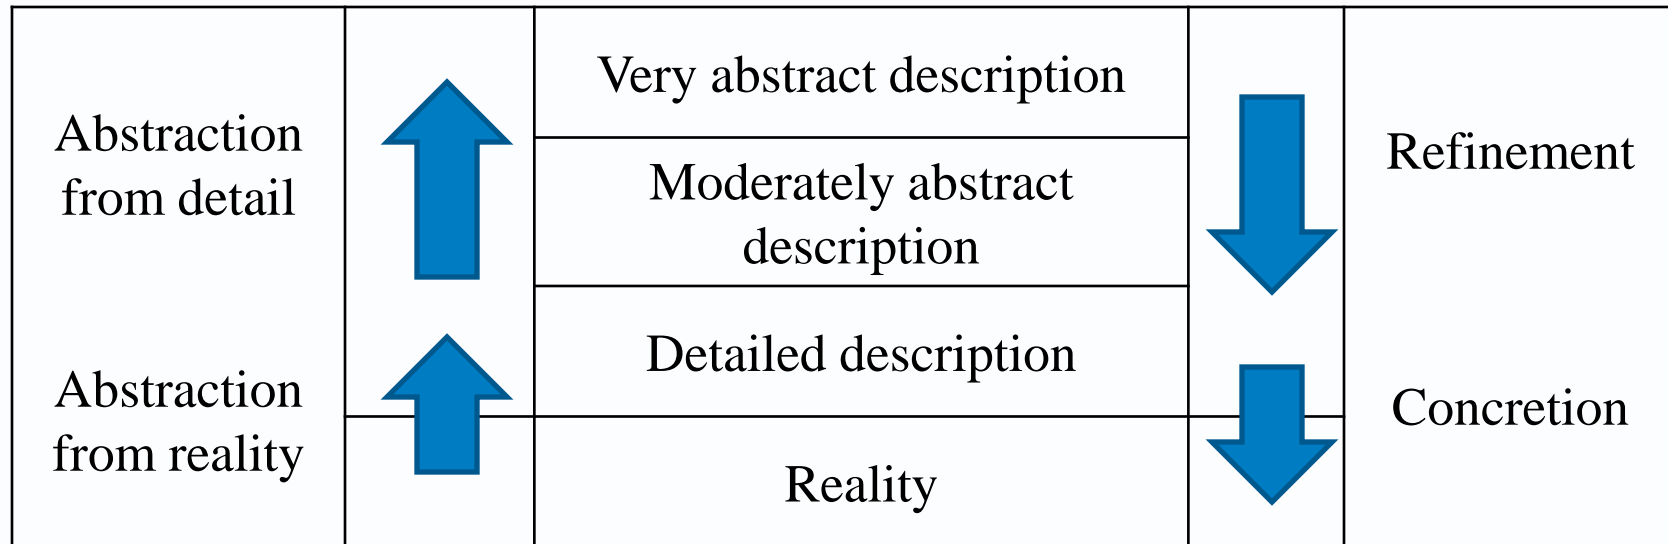 Abstraction
from detail
Abstraction
from reality
Very abstract description
Moderately abstract
description
Detailed description
Reality
Refinement
Concretion